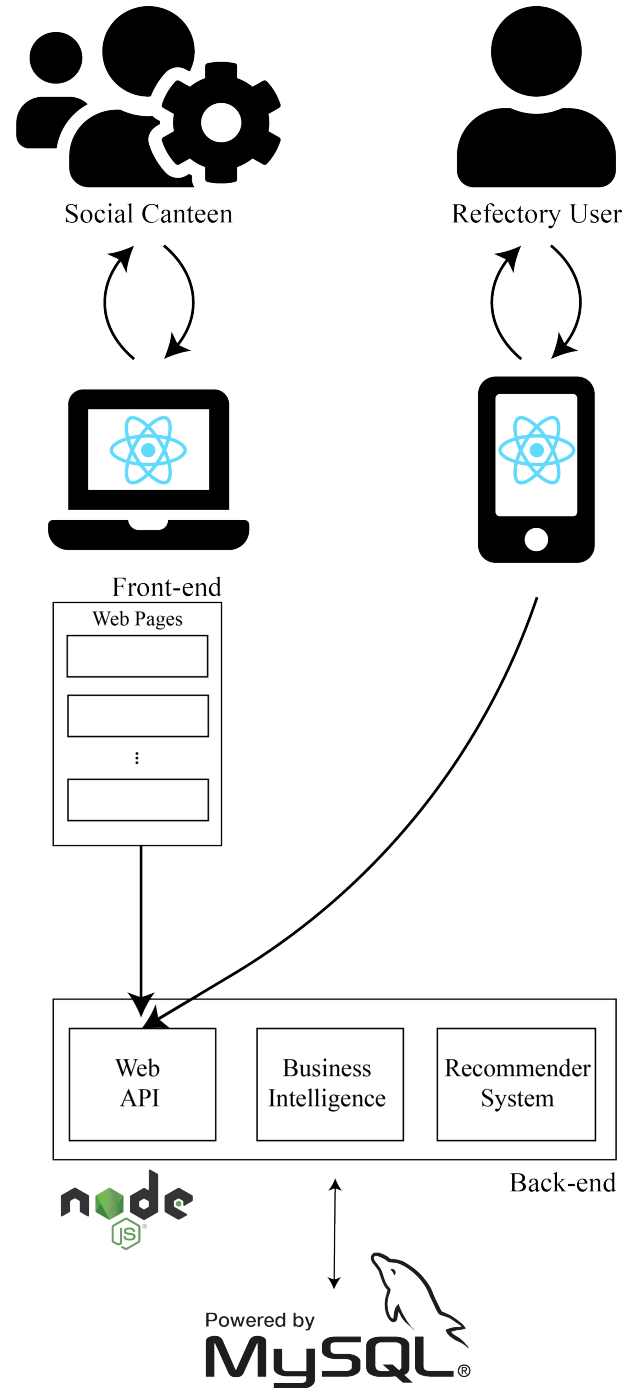 Social Canteen
Refectory User
Front-end
Web Pages
...
Web
API
Business
Intelligence
Recommender
System
Back-end
node
JS®
Powered by
MySQL®